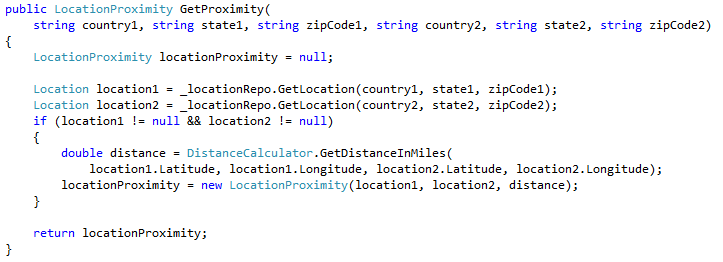 public LocationProximity GetProximity(
    string country1, string state1, string zipCode1, string country2, string state2, string zipCode2)
{
    LocationProximity locationProximity = null;

    Location location1 = _locationRepo.GetLocation(country1, state1, zipCode1);
    Location location2 = _locationRepo.GetLocation(country2, state2, zipCode2);
    if (location1 != null && location2 != null)
    {
        double distance = DistanceCalculator.GetDistanceInMiles(
            location1.Latitude, location1.Longitude, location2.Latitude, location2.Longitude);
        locationProximity = new LocationProximity(location1, location2, distance);
    }

    return locationProximity;
}